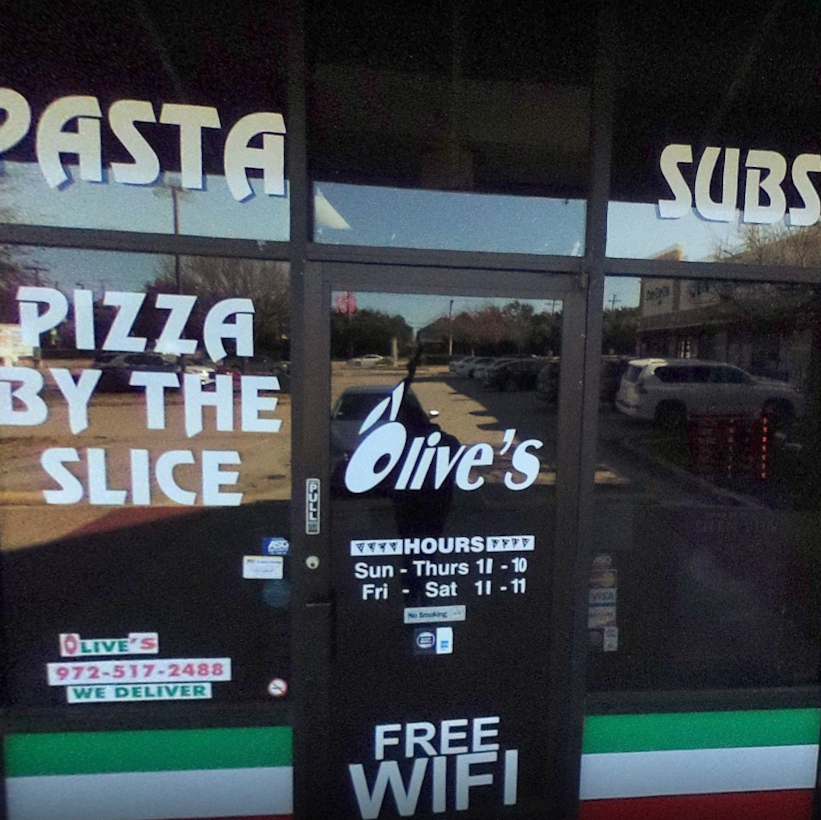 PASTA
SUBS
PIZZA
BY THE
SLICE
Olive's
PULL
HOURS
Sun - Thurs 11 - 10
Fri - Sat 11 - 11
No Smoking
VISA
OLIVE'S
972-517-2488
WE DELIVER
FREE
WIFI